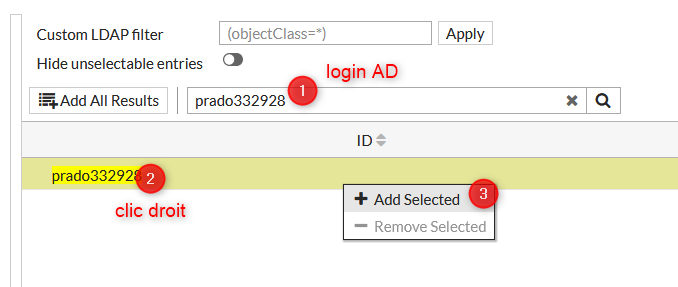 Custom LDAP filter (objectClass=*) Apply
Hide unselectable entries
login AD
Add All Results prado332928 1
ID
prado332928 2
clic droit
Add Selected 3
Remove Selected